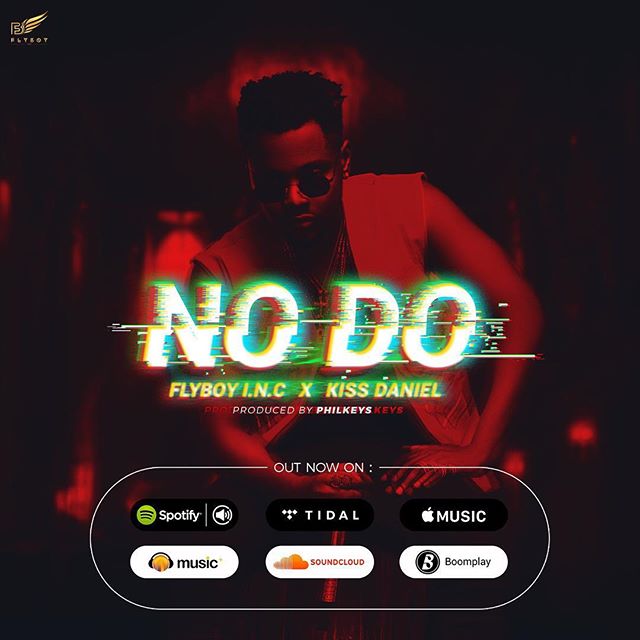 FLYBOY
NO DO
FLYBOY I.N.C X KISS DANIEL
PRO PRODUCED BY PHILKEYS KEYS
OUT NOW ON :
Spotify
TIDAL
MUSIC
music+
SOUNDCLOUD
B Boomplay